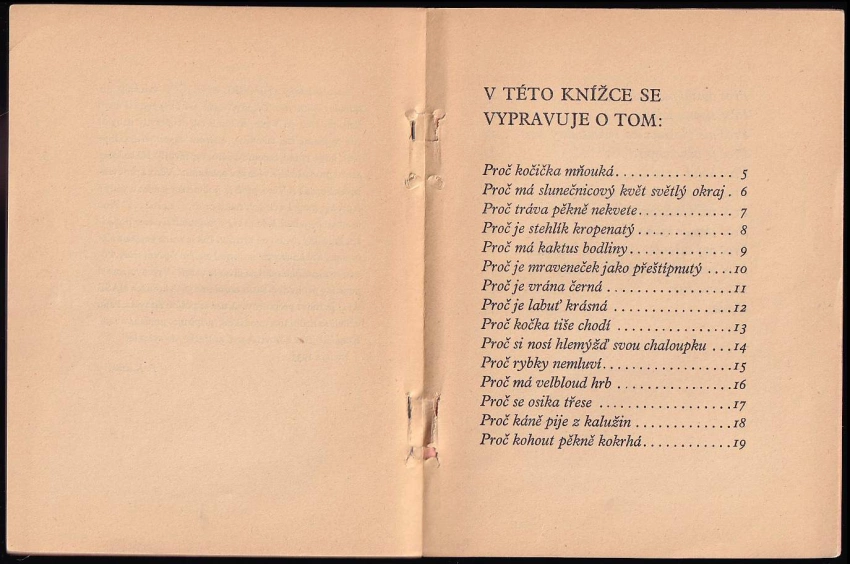 V TÉTO KNÍŽCE SE
VYPRAVUJE O TOM:
Proč kočička mňouká................ 5
Proč má slunečnicový květ světlý okraj. 6
Proč tráva pěkně nekvete............. 7
Proč je stehlík kropenatý............. 8
Proč má kaktus bodliny.............. 9
Proč je mraveneček jako přeštípnutý ....10
Proč je vrána černá ..................11
Proč je labuť krásná .................12
Proč kočka tiše chodí ................13
Proč si nosí hlemýžď svou chaloupku ...14
Proč rybky nemluví..................15
Proč má velbloud hrb ................16
Proč se osika třese ...................17
Proč káně pije z kalužin ..............18
Proč kohout pěkně kokrhá............19